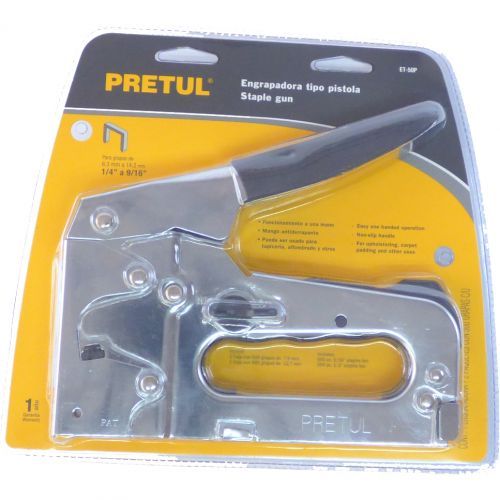 PRETUL®
Engrapadora tipo pistola
Staple gun
ET-50P
Para grapas de
6,3 mm a 14,3 mm
1/4" a 9/16"
• Funcionamiento a una mano
• Mango antiderrapante
• Puede ser usado para
tapicería, alfombrado y otros
• Easy one handed operation
• Non-slip handle
• For upholstering, carpet
padding and other uses
1 año
Garantía
Warranty
PAT
PRETUL